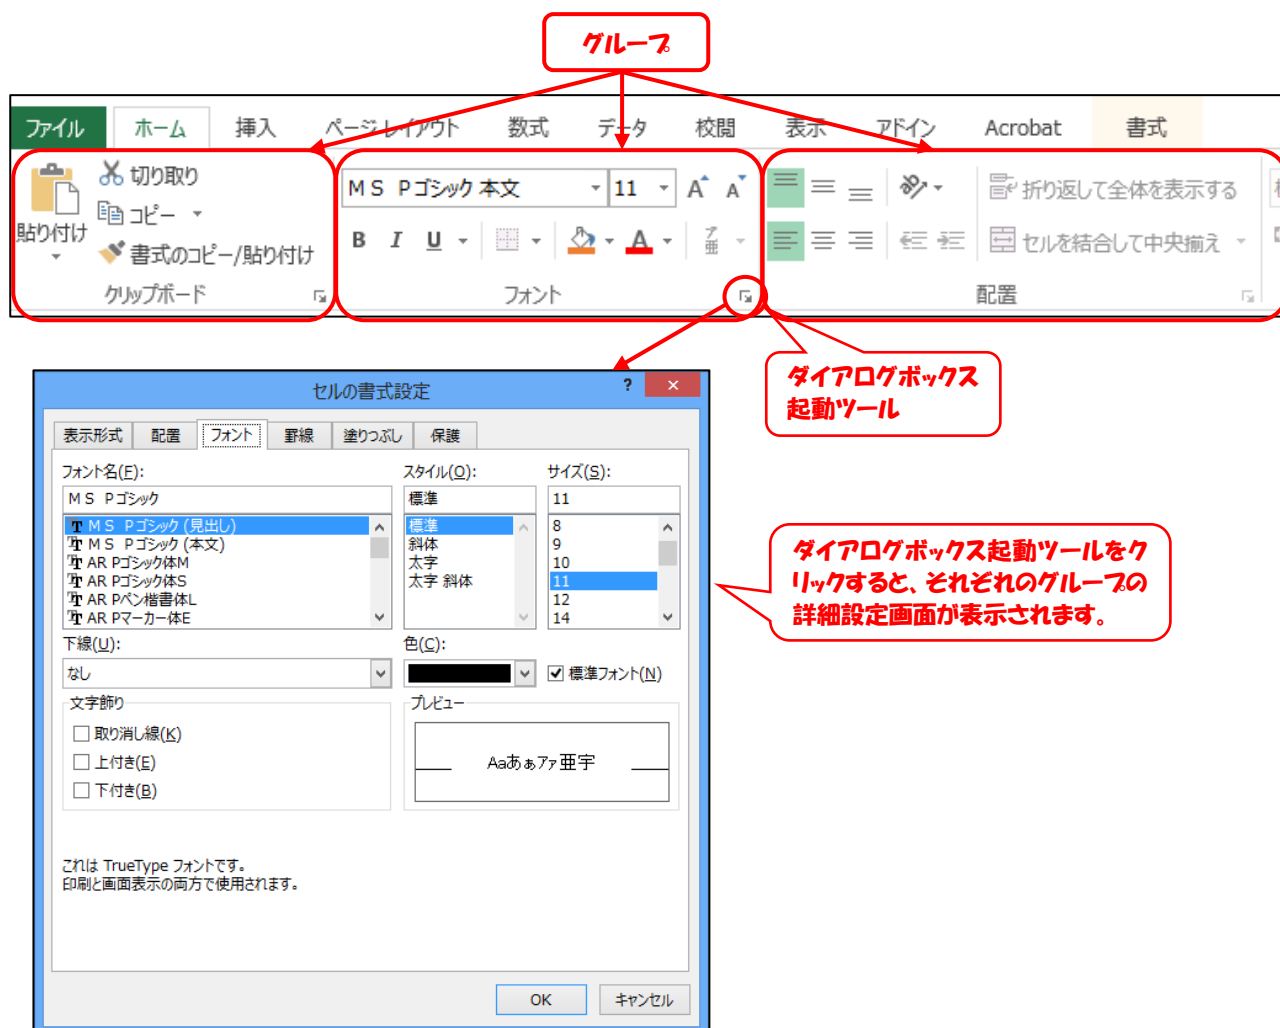 グループ
ファイル ホーム 挿入 ページ レイアウト 数式 データ 校閲 表示 アドイン Acrobat 書式
切り取り
コピー
書式のコピー/貼り付け
貼り付け
クリップボード
ＭＳ Ｐゴシック 本文 11 A A
B I U A ア亜
フォント
折り返して全体を表示する
セルを結合して中央揃え
配置
ダイアログボックス
起動ツール
セルの書式設定 ? ×
表示形式 配置 フォント 罫線 塗りつぶし 保護
フォント名(F): スタイル(O): サイズ(S):
ＭＳ Ｐゴシック 標準 11
ＭＳ Ｐゴシック (見出し) 標準 8
ＭＳ Ｐゴシック (本文) 斜体 9
AR Pゴシック体M 太字 10
AR Pゴシック体S 太字 斜体 11
AR Pペン楷書体L 12
AR Pマーカー体E 14
下線(U): 色(C):
なし 標準フォント(N)
文字飾り プレビュー
取り消し線(K)
上付き(E)
下付き(B)
Aaあぁアァ亜宇
これは TrueType フォントです。
印刷と画面表示の両方で使用されます。
OK キャンセル
ダイアログボックス起動ツールをク
リックすると、それぞれのグループの
詳細設定画面が表示されます。